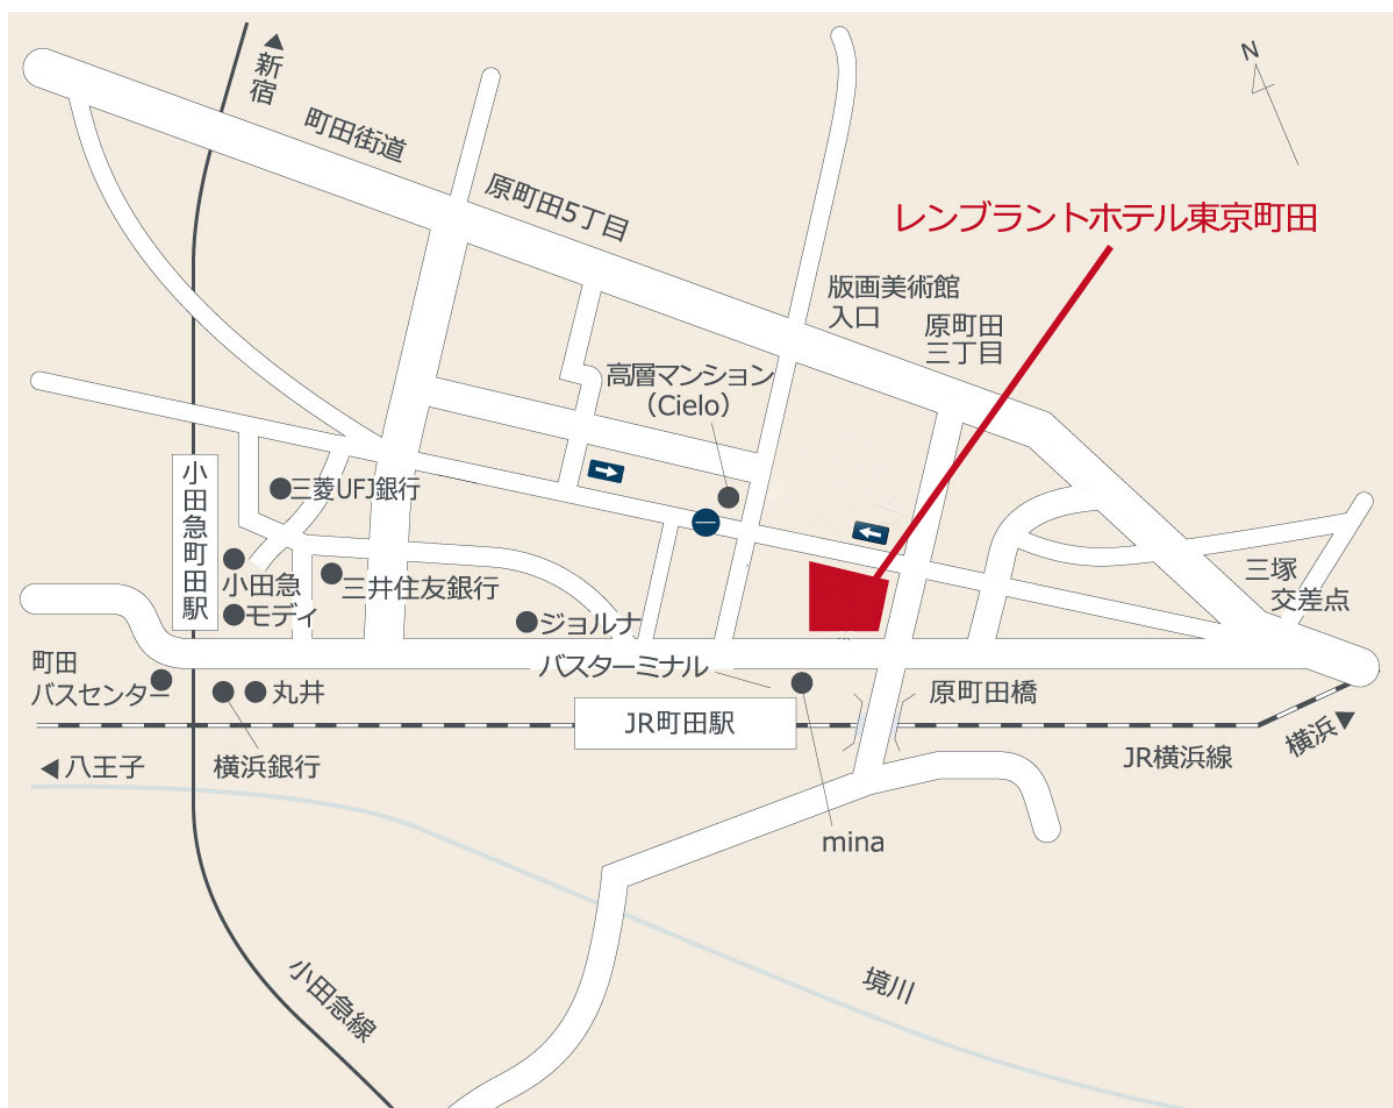 新宿
N
町田街道
原町田5丁目
レンブラントホテル東京町田
版画美術館
入口
原町田
三丁目
高層マンション
（Cielo）
小田急町田駅
三菱UFJ銀行
小田急
三井住友銀行
モディ
ジョルナ
三塚
交差点
町田
バスセンター
丸井
バスターミナル
原町田橋
JR町田駅
八王子
横浜銀行
JR横浜線
横浜
mina
小田急線
境川